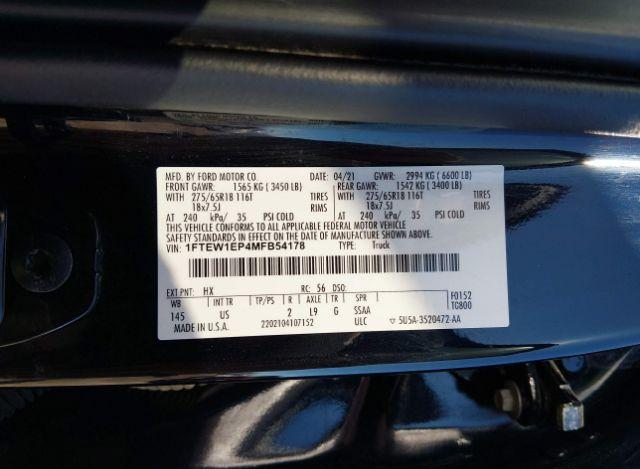 MFD. BY FORD MOTOR CO. DATE: 04/21 GVWR: 2994 KG ( 6600 LB)
FRONT GAWR: 1565 KG ( 3450 LB) REAR GAWR: 1542 KG ( 3400 LB)
WITH 275/65R18 116T TIRES WITH 275/65R18 116T TIRES
18x7.5J RIMS 18x7.5J RIMS
AT 240 kPa/ 35 PSI COLD AT 240 kPa/ 35 PSI COLD
THIS VEHICLE CONFORMS TO ALL APPLICABLE FEDERAL MOTOR VEHICLE
SAFETY STANDARDS IN EFFECT ON THE DATE OF MANUFACTURE SHOWN ABOVE.
VIN: 1FTEW1EP4MFB54178 TYPE: Truck
EXT PNT: HX RC: 56 DSO: F0152
WB INT TR TP/PS R AXLE TR SPR TC800
145 US 2 L9 G SSAA
MADE IN U.S.A. 2202104107152 ULC 5U5A-3520472-AA